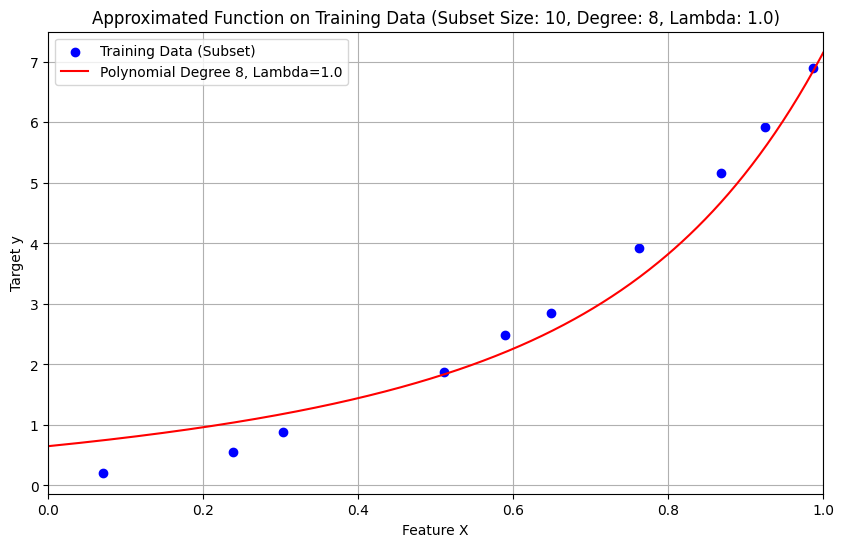 Approximated Function on Training Data (Subset Size: 10, Degree: 8, Lambda: 1.0)
Training Data (Subset)
Polynomial Degree 8, Lambda=1.0
7
6
5
4
3
2
1
0
Target y
0.0 0.2 0.4 0.6 0.8 1.0
Feature X